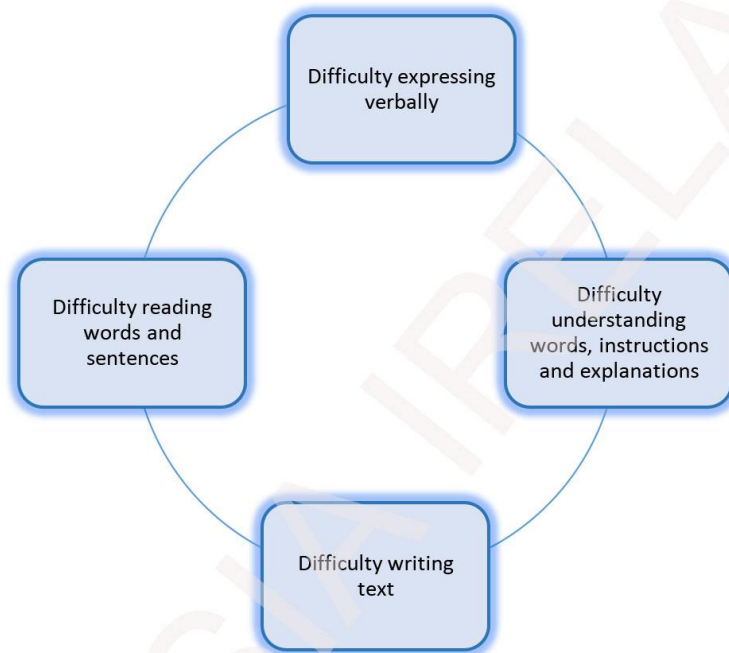 Difficulty expressing
verbally
Difficulty
understanding
words, instructions
and explanations
Difficulty reading
words and
sentences
Difficulty writing
text